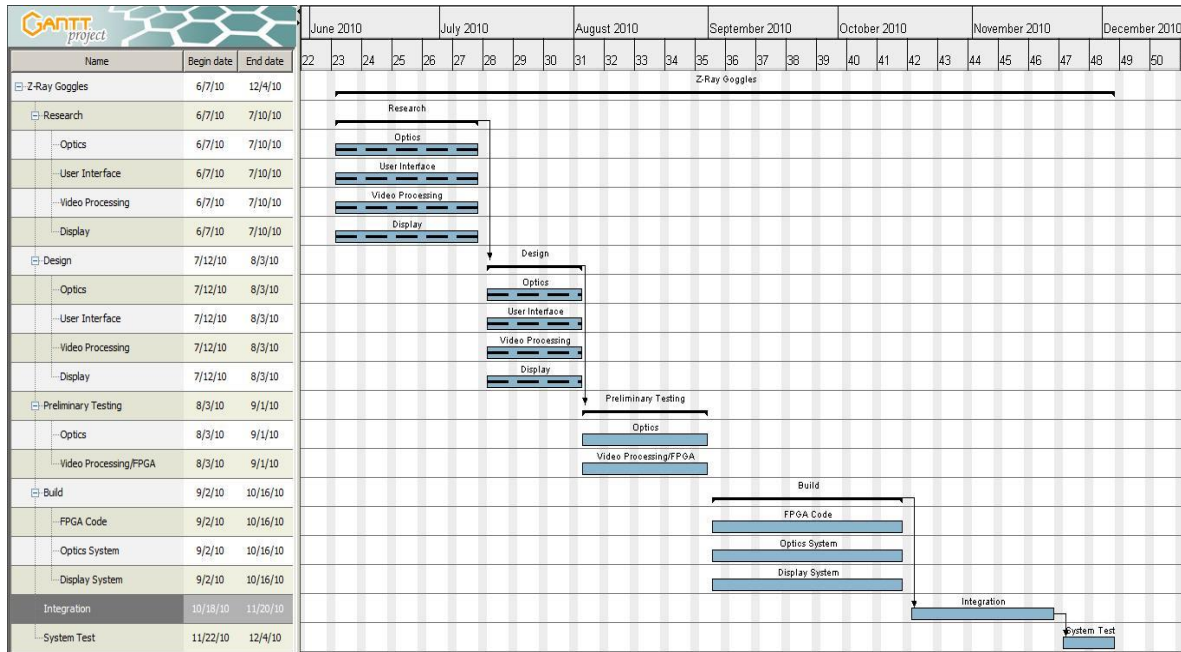 GANTT project
June 2010 July 2010 August 2010 September 2010 October 2010 November 2010 December 2010
Name Begin date End date 22 23 24 25 26 27 28 29 30 31 32 33 34 35 36 37 38 39 40 41 42 43 44 45 46 47 48 49 50
Z-Ray Goggles 6/7/10 12/4/10 Z-Ray Goggles
Research 6/7/10 7/10/10 Research
Optics 6/7/10 7/10/10 Optics
User Interface 6/7/10 7/10/10 User Interface
Video Processing 6/7/10 7/10/10 Video Processing
Display 6/7/10 7/10/10 Display
Design 7/12/10 8/3/10 Design
Optics 7/12/10 8/3/10 Optics
User Interface 7/12/10 8/3/10 User Interface
Video Processing 7/12/10 8/3/10 Video Processing
Display 7/12/10 8/3/10 Display
Preliminary Testing 8/3/10 9/1/10 Preliminary Testing
Optics 8/3/10 9/1/10 Optics
Video Processing/FPGA 8/3/10 9/1/10 Video Processing/FPGA
Build 9/2/10 10/16/10 Build
FPGA Code 9/2/10 10/16/10 FPGA Code
Optics System 9/2/10 10/16/10 Optics System
Display System 9/2/10 10/16/10 Display System
Integration 10/18/10 11/20/10 Integration
System Test 11/22/10 12/4/10 System Test